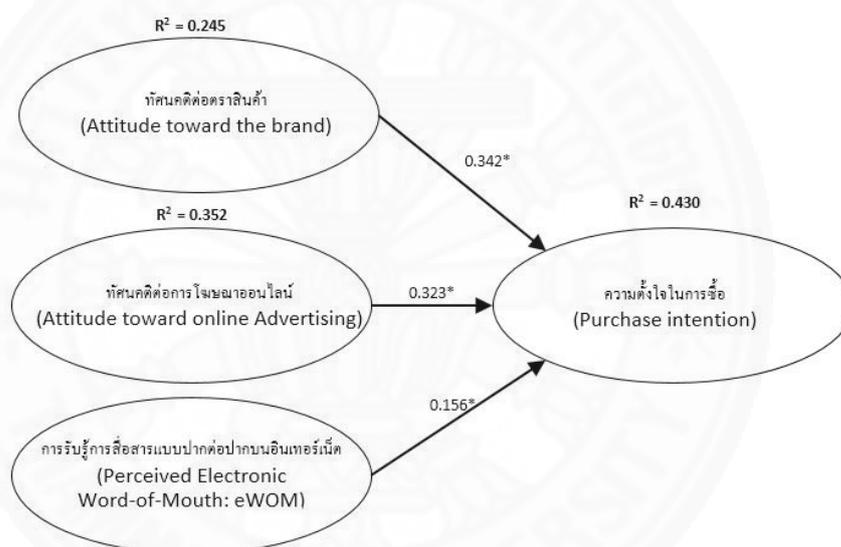 R² = 0.245
ทัศนคติต่อตราสินค้า
(Attitude toward the brand)
0.342*
R² = 0.352
R² = 0.430
ทัศนคติต่อการโฆษณาออนไลน์
(Attitude toward online Advertising)
0.323*
ความตั้งใจในการซื้อ
(Purchase intention)
0.156*
การรับรู้การสื่อสารแบบปากต่อปากบนอินเทอร์เน็ต
(Perceived Electronic
Word-of-Mouth: eWOM)